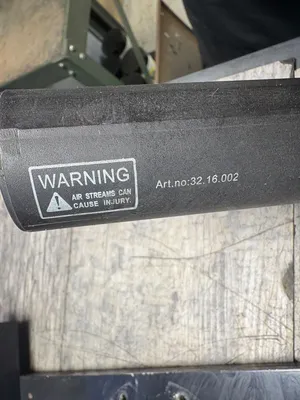 WARNING
AIR STREAMS CAN
CAUSE INJURY.
Art.no:32.16.002